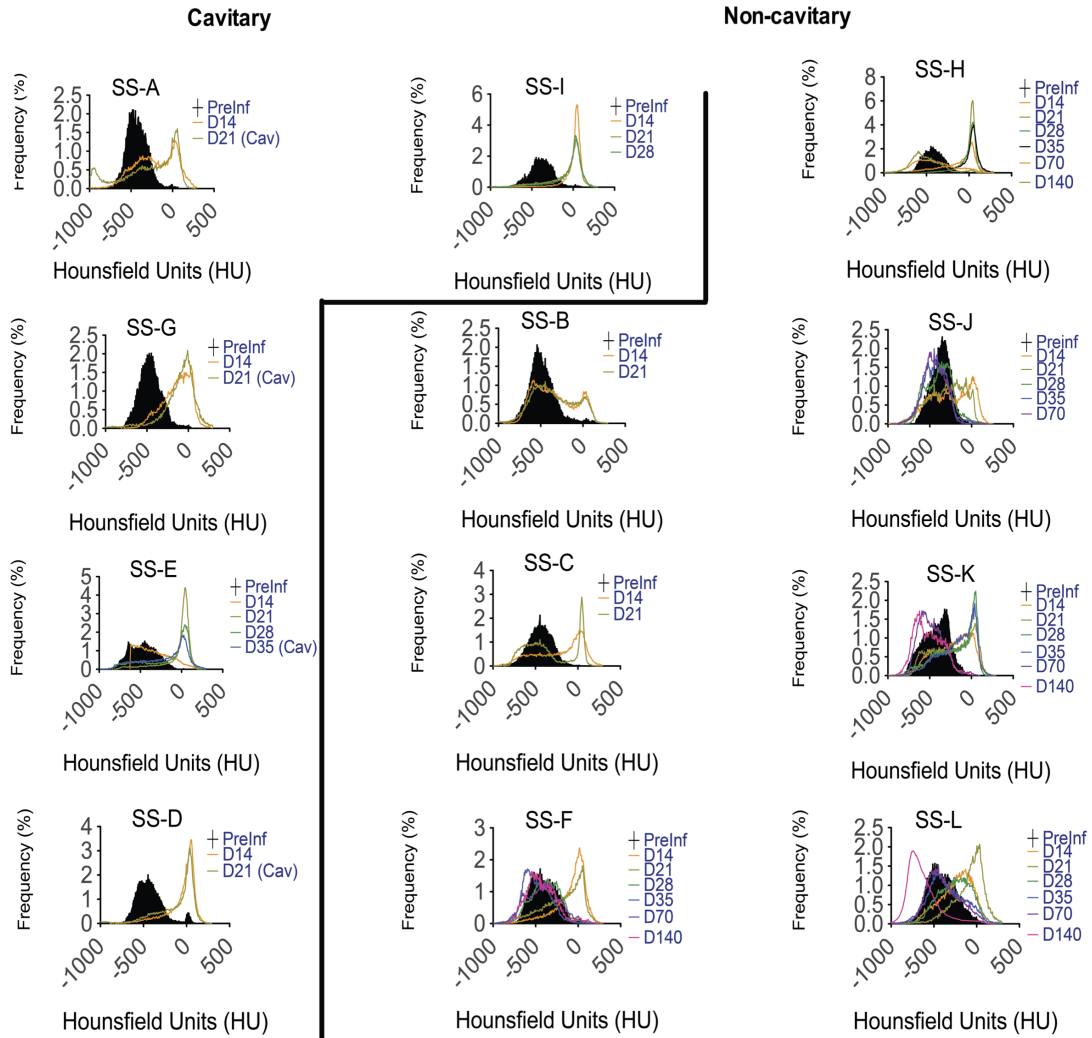 Cavitary
Non-cavitary
SS-A
Frequency (%)
2.5
2.0
1.5
1.0
0.5
0.0
-1000
-500
0
500
Hounsfield Units (HU)
PreInf
D14
D21 (Cav)
SS-I
Frequency (%)
6
4
2
0
-1000
-500
0
500
Hounsfield Units (HU)
PreInf
D14
D21
D28
SS-H
Frequency (%)
8
6
4
2
0
-1000
-500
0
500
Hounsfield Units (HU)
PreInf
D14
D21
D28
D35
D70
D140
SS-G
Frequency (%)
2.5
2.0
1.5
1.0
0.5
0.0
-1000
-500
0
500
Hounsfield Units (HU)
PreInf
D14
D21 (Cav)
SS-B
Frequency (%)
2.5
2.0
1.5
1.0
0.5
0.0
-1000
-500
0
500
Hounsfield Units (HU)
PreInf
D14
D21
SS-J
Frequency (%)
2.5
2.0
1.5
1.0
0.5
0.0
-1000
-500
0
500
Hounsfield Units (HU)
Preinf
D14
D21
D28
D35
D70
SS-E
Frequency (%)
5
4
3
2
1
0
-1000
-500
0
500
Hounsfield Units (HU)
PreInf
D14
D21
D28
D35 (Cav)
SS-C
Frequency (%)
4
3
2
1
0
-1000
-500
0
500
Hounsfield Units (HU)
PreInf
D14
D21
SS-K
Frequency (%)
2.5
2.0
1.5
1.0
0.5
0.0
-1000
-500
0
500
Hounsfield Units (HU)
PreInf
D14
D21
D28
D35
D70
D140
SS-D
Frequency (%)
4
3
2
1
0
-1000
-500
0
500
Hounsfield Units (HU)
PreInf
D14
D21 (Cav)
SS-F
Frequency (%)
3
2
1
0
-1000
-500
0
500
Hounsfield Units (HU)
PreInf
D14
D21
D28
D35
D70
D140
SS-L
Frequency (%)
2.5
2.0
1.5
1.0
0.5
0.0
-1000
-500
0
500
Hounsfield Units (HU)
PreInf
D14
D21
D28
D35
D70
D140